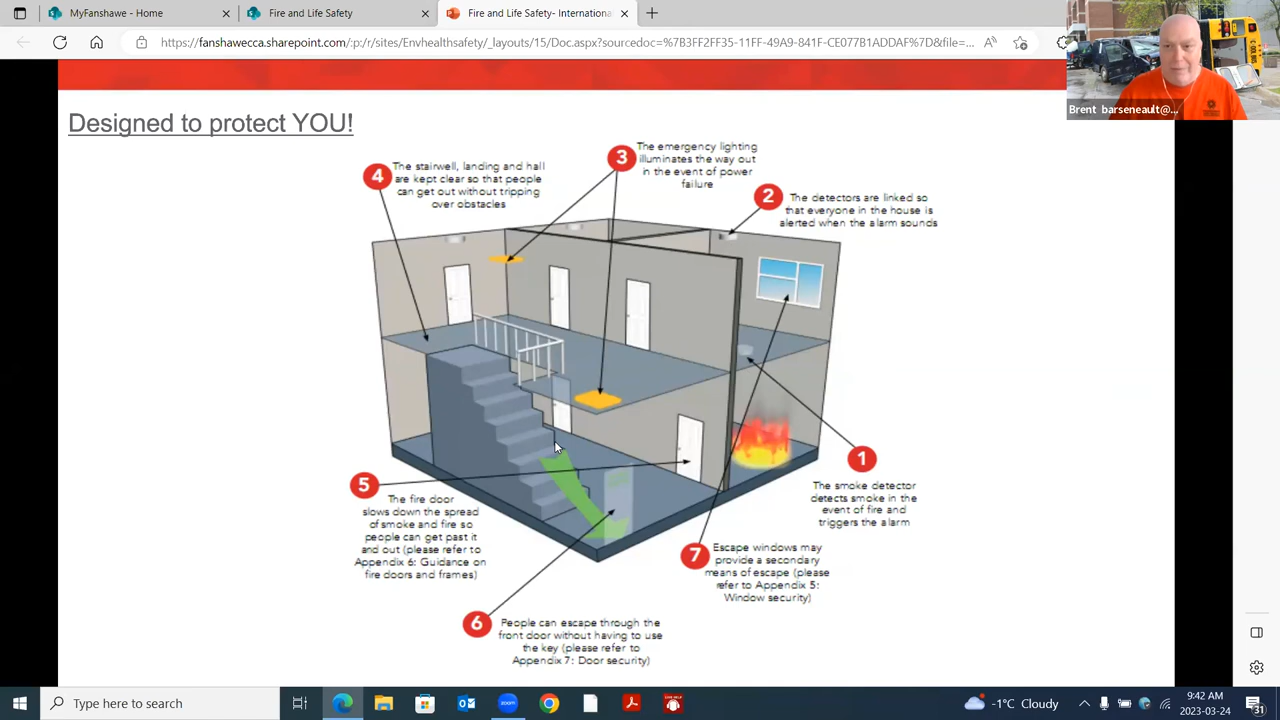 MyFanshawe - Home
Fire and Life Safety
Fire and Life Safety- Internationa
https://fanshawecca.sharepoint.com/:p:/r/sites/Envhealthsafety/_layouts/15/Doc.aspx?sourcedoc=%7B3FF2FF35-11FF-49A9-841F-CE077B1ADDAF%7D&file=...
Brent barseneault@...
Designed to protect YOU!
4
The stairwell, landing and hall
are kept clear so that people
can get out without tripping
over obstacles
3
The emergency lighting
illuminates the way out
in the event of power
failure
2
The detectors are linked so
that everyone in the house is
alerted when the alarm sounds
1
The smoke detector
detects smoke in the
event of fire and
triggers the alarm
5
The fire door
slows down the spread
of smoke and fire so
people can get past it
and out (please refer to
Appendix 6: Guidance on
fire doors and frames)
7
Escape windows may
provide a secondary
means of escape (please
refer to Appendix 5:
Window security)
6
People can escape through the
front door without having to use
the key (please refer to
Appendix 7: Door security)
Type here to search
zoom
-1°C Cloudy
9:42 AM
2023-03-24
31